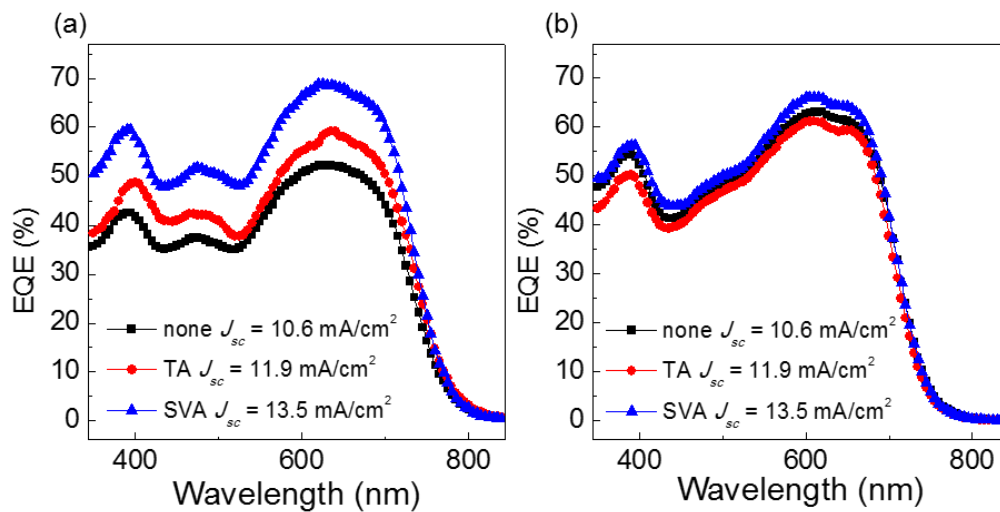 (a)
70
60
50
40
30
20
10
0
EQE (%)
none Jsc = 10.6 mA/cm²
TA Jsc = 11.9 mA/cm²
SVA Jsc = 13.5 mA/cm²
400 600 800
Wavelength (nm)
(b)
70
60
50
40
30
20
10
0
EQE (%)
none Jsc = 10.6 mA/cm²
TA Jsc = 11.9 mA/cm²
SVA Jsc = 13.5 mA/cm²
400 600 800
Wavelength (nm)